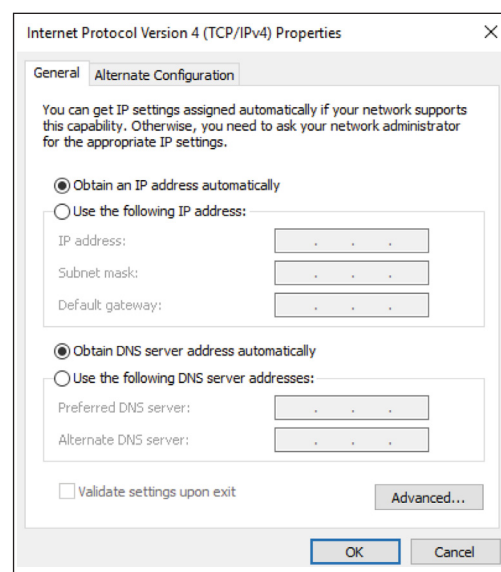 Internet Protocol Version 4 (TCP/IPv4) Properties
General
Alternate Configuration
You can get IP settings assigned automatically if your network supports
this capability. Otherwise, you need to ask your network administrator
for the appropriate IP settings.
Obtain an IP address automatically
Use the following IP address:
IP address:
Subnet mask:
Default gateway:
Obtain DNS server address automatically
Use the following DNS server addresses:
Preferred DNS server:
Alternate DNS server:
Validate settings upon exit
Advanced...
OK
Cancel